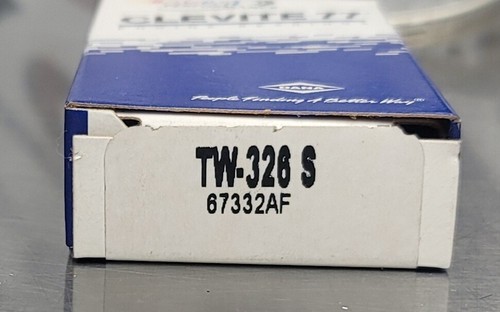 CLEVITE 77
DANA
People Finding A Better Way
TW-326 S
67332AF